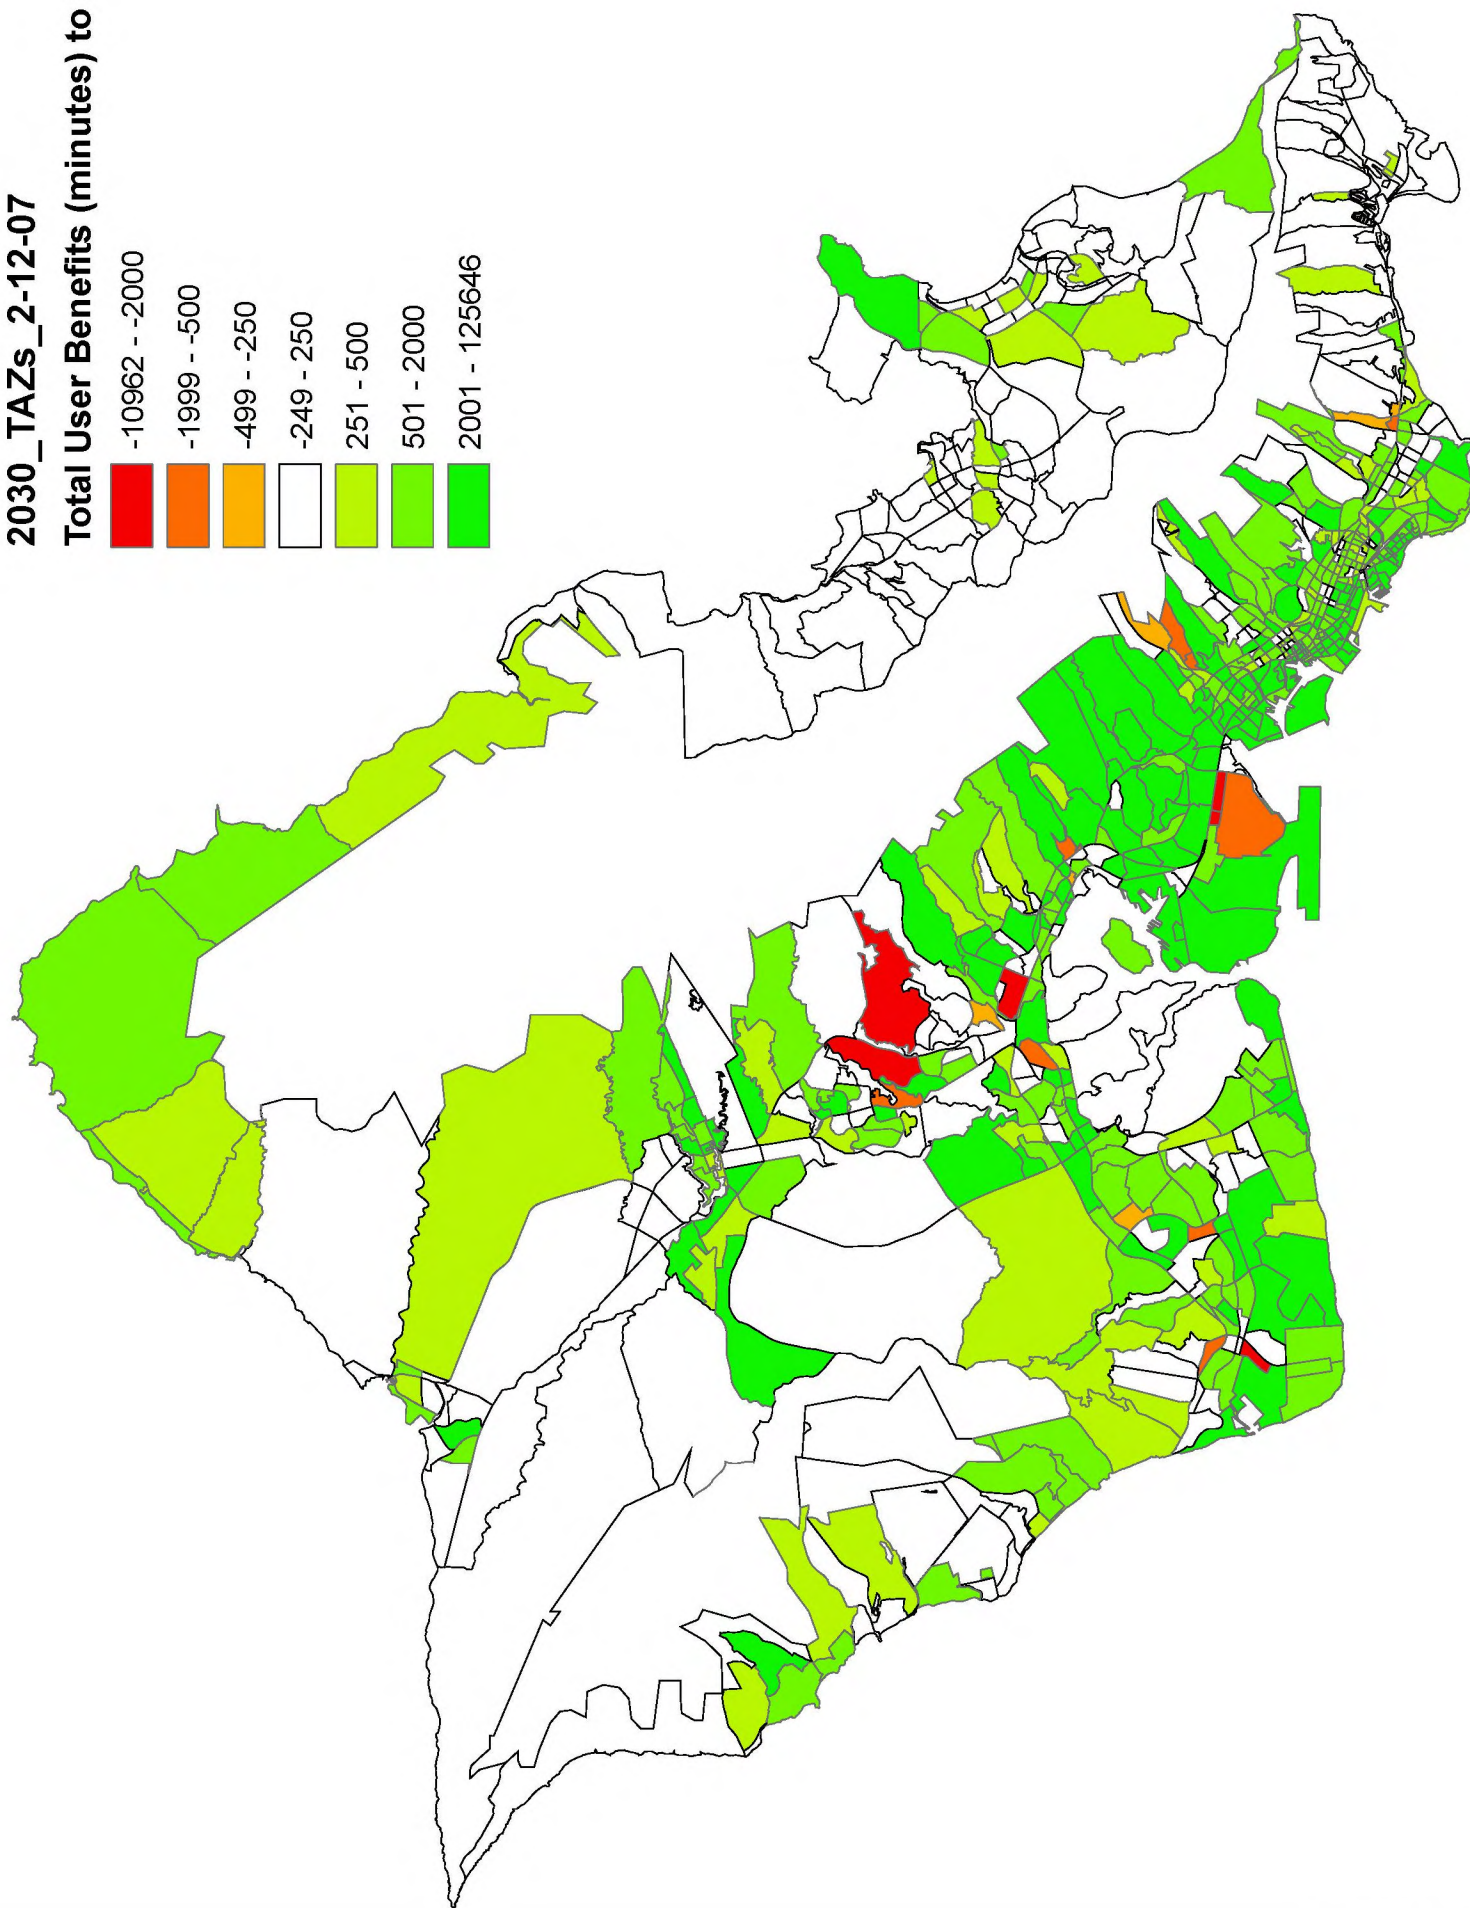 2030_TAZs_2-12-07
Total User Benefits (minutes) to
-10962 - -2000
-1999 - -500
-499 - -250
-249 - 250
251 - 500
501 - 2000
2001 - 125646